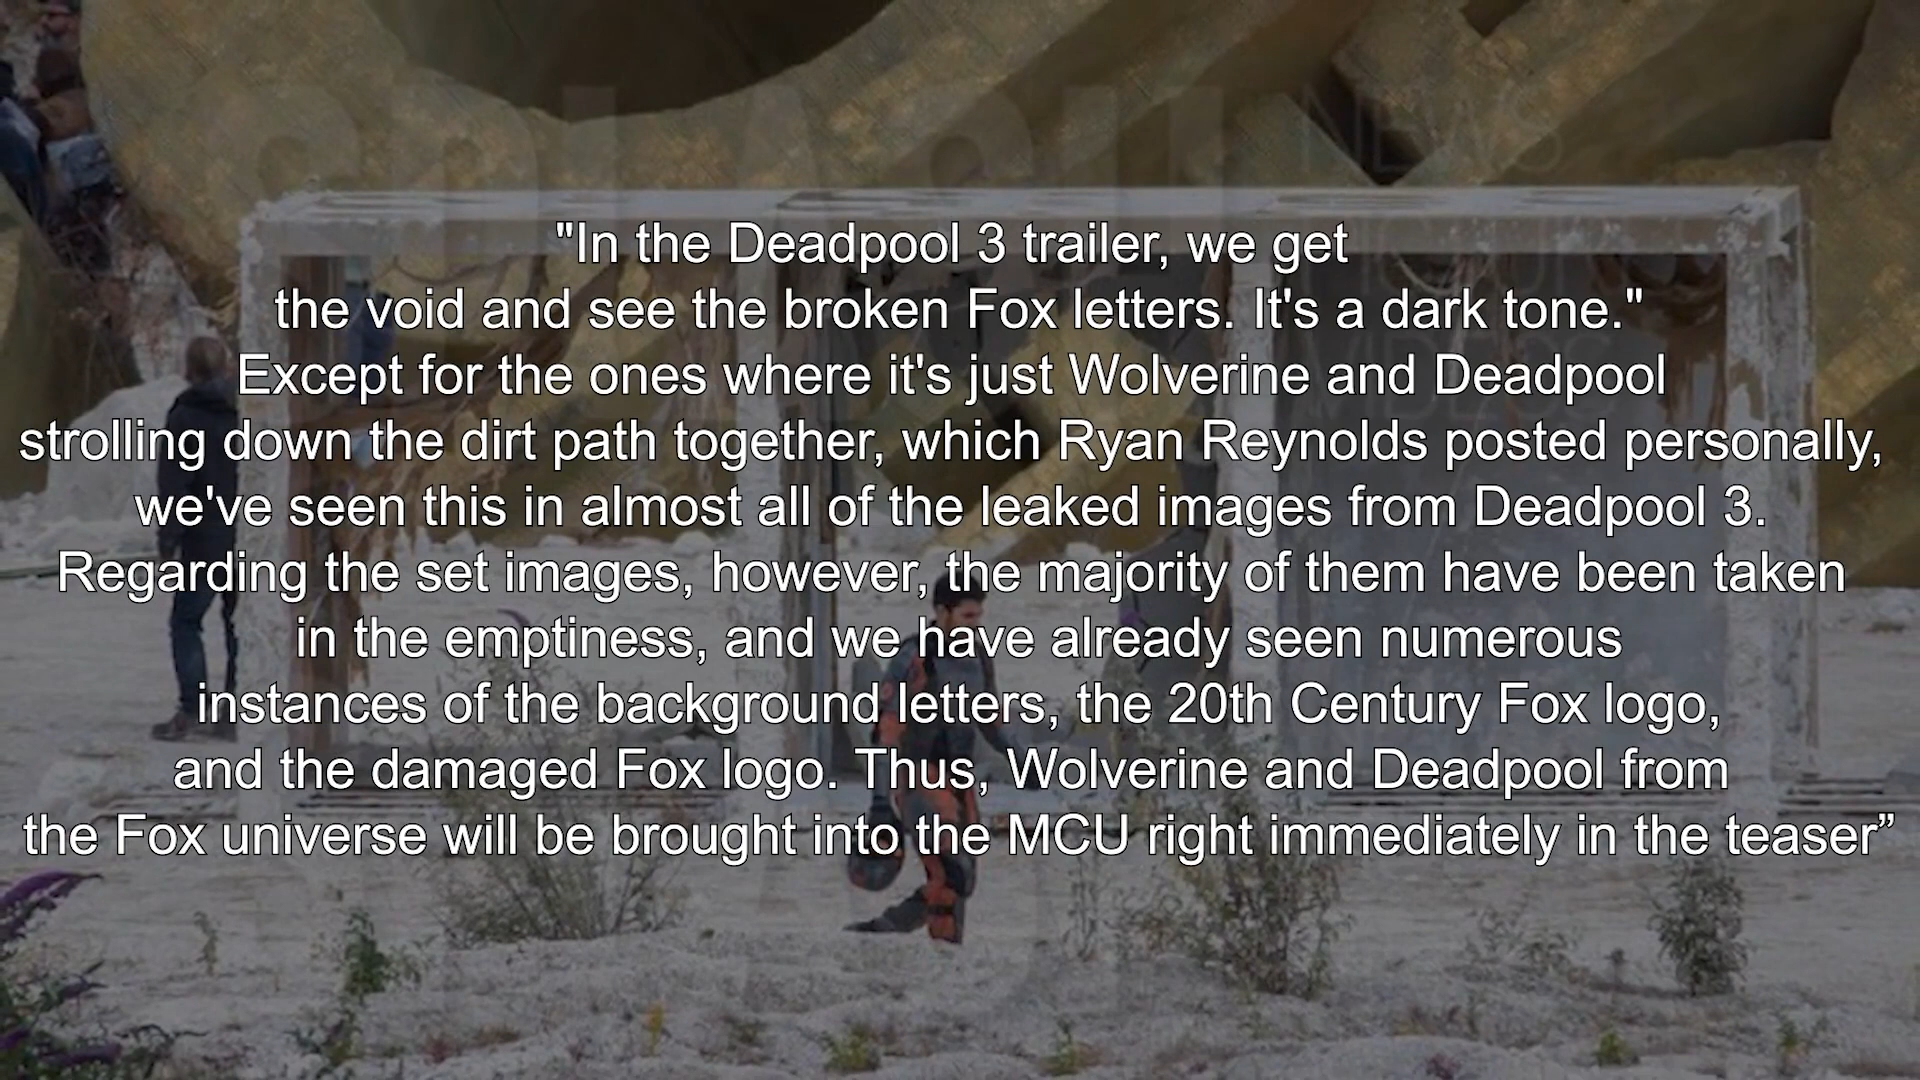 SPLASH NEWS
"In the Deadpool 3 trailer, we get
the void and see the broken Fox letters. It's a dark tone."
Except for the ones where it's just Wolverine and Deadpool
strolling down the dirt path together, which Ryan Reynolds posted personally,
we've seen this in almost all of the leaked images from Deadpool 3.
Regarding the set images, however, the majority of them have been taken
in the emptiness, and we have already seen numerous
instances of the background letters, the 20th Century Fox logo,
and the damaged Fox logo. Thus, Wolverine and Deadpool from
the Fox universe will be brought into the MCU right immediately in the teaser”